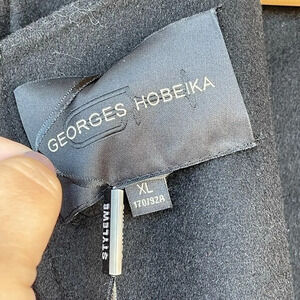 GEORGES HOBEIKA
XL
170/92A
STYLEWE